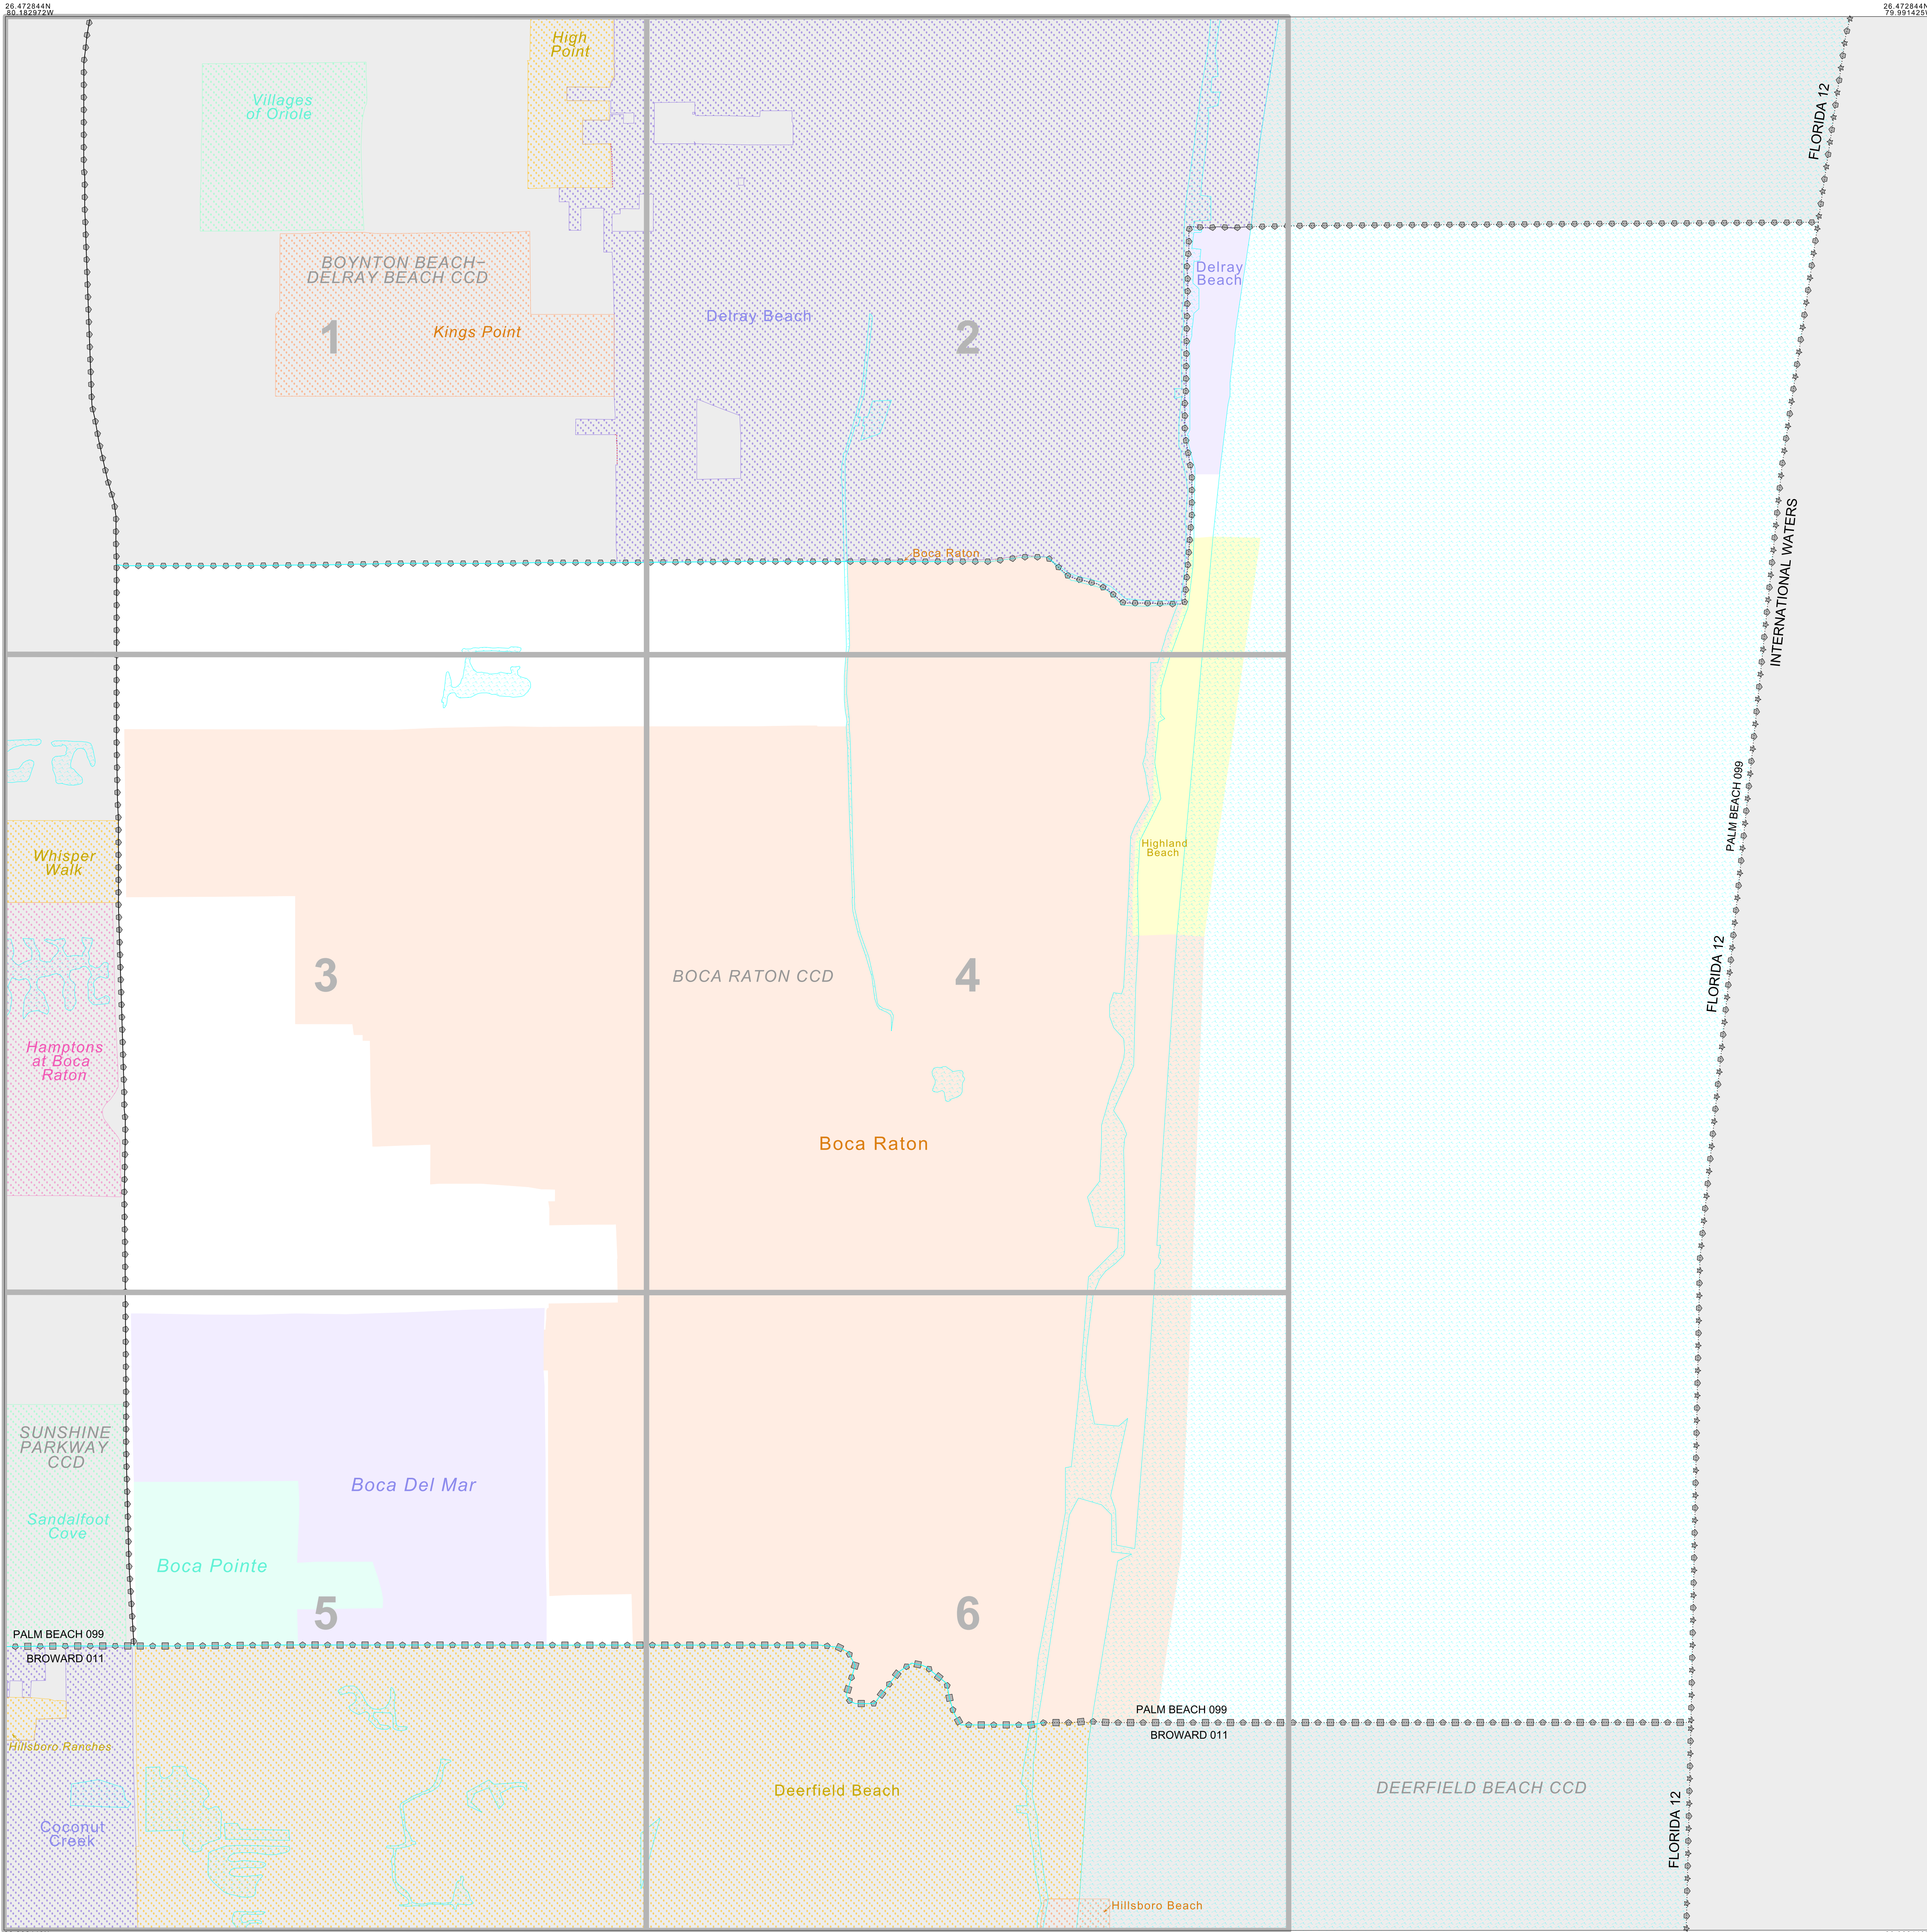 26.472844N
80.182972W
26.472844N
79.991425W
High
Point
Villages
of Oriole
FLORIDA 12
BOYNTON BEACH–
DELRAY BEACH CCD
Delray
Beach
Delray Beach
Kings Point
1
2
INTERNATIONAL WATERS
Boca Raton
PALM BEACH 099
Highland
Beach
Whisper
Walk
FLORIDA 12
3
BOCA RATON CCD
4
Hamptons
at Boca
Raton
Boca Raton
SUNSHINE
PARKWAY
CCD
Boca Del Mar
Sandalfoot
Cove
Boca Pointe
5
6
PALM BEACH 099
BROWARD 011
PALM BEACH 099
BROWARD 011
Hillsboro Ranches
Deerfield Beach
DEERFIELD BEACH CCD
FLORIDA 12
Coconut
Creek
Hillsboro Beach